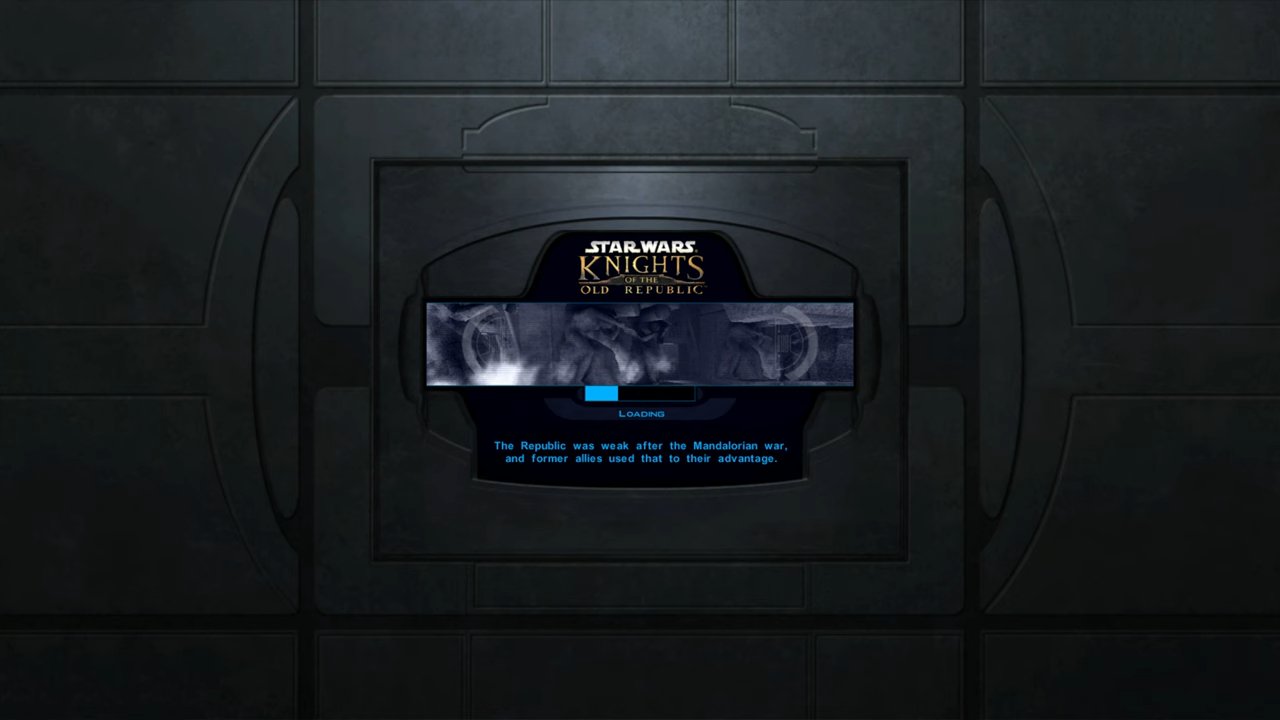 STAR WARS
KNIGHTS
OF THE
OLD REPUBLIC
LOADING
The Republic was weak after the Mandalorian war,
and former allies used that to their advantage.